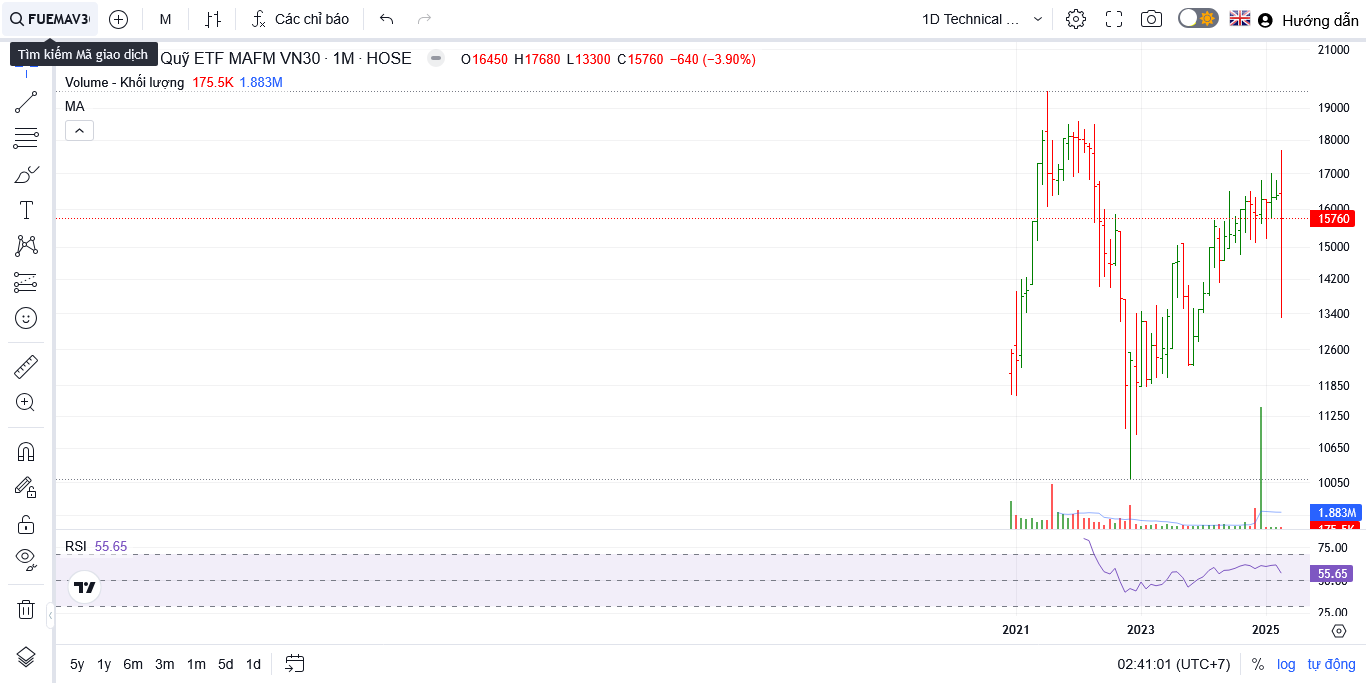 FUEMAV3
M
Các chỉ báo
1D Technical ...
Hướng dẫn
Tìm kiếm Mã giao dịch
Quỹ ETF MAFM VN30 · 1M · HOSE
O16450 H17680 L13300 C15760 −640 (−3.90%)
Volume - Khối lượng 175.5K 1.883M
MA
21000
19000
18000
17000
16000
15760
15000
14200
13400
12600
11850
11250
10650
10050
1.883M
175.5K
RSI 55.65
75.00
55.65
50.00
25.00
2021 2023 2025
5y 1y 6m 3m 1m 5d 1d
02:41:01 (UTC+7) % log tự động